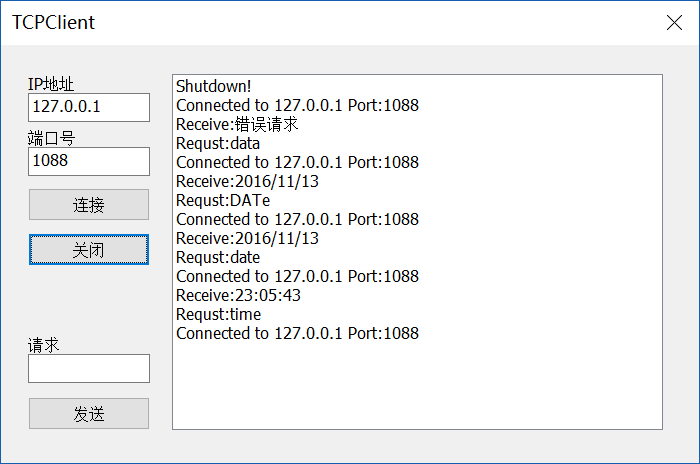 TCPClient
IP地址
127.0.0.1
端口号
1088
连接
关闭
请求
发送
Shutdown!
Connected to 127.0.0.1 Port:1088
Receive:错误请求
Requst:data
Connected to 127.0.0.1 Port:1088
Receive:2016/11/13
Requst:DATe
Connected to 127.0.0.1 Port:1088
Receive:2016/11/13
Requst:date
Connected to 127.0.0.1 Port:1088
Receive:23:05:43
Requst:time
Connected to 127.0.0.1 Port:1088